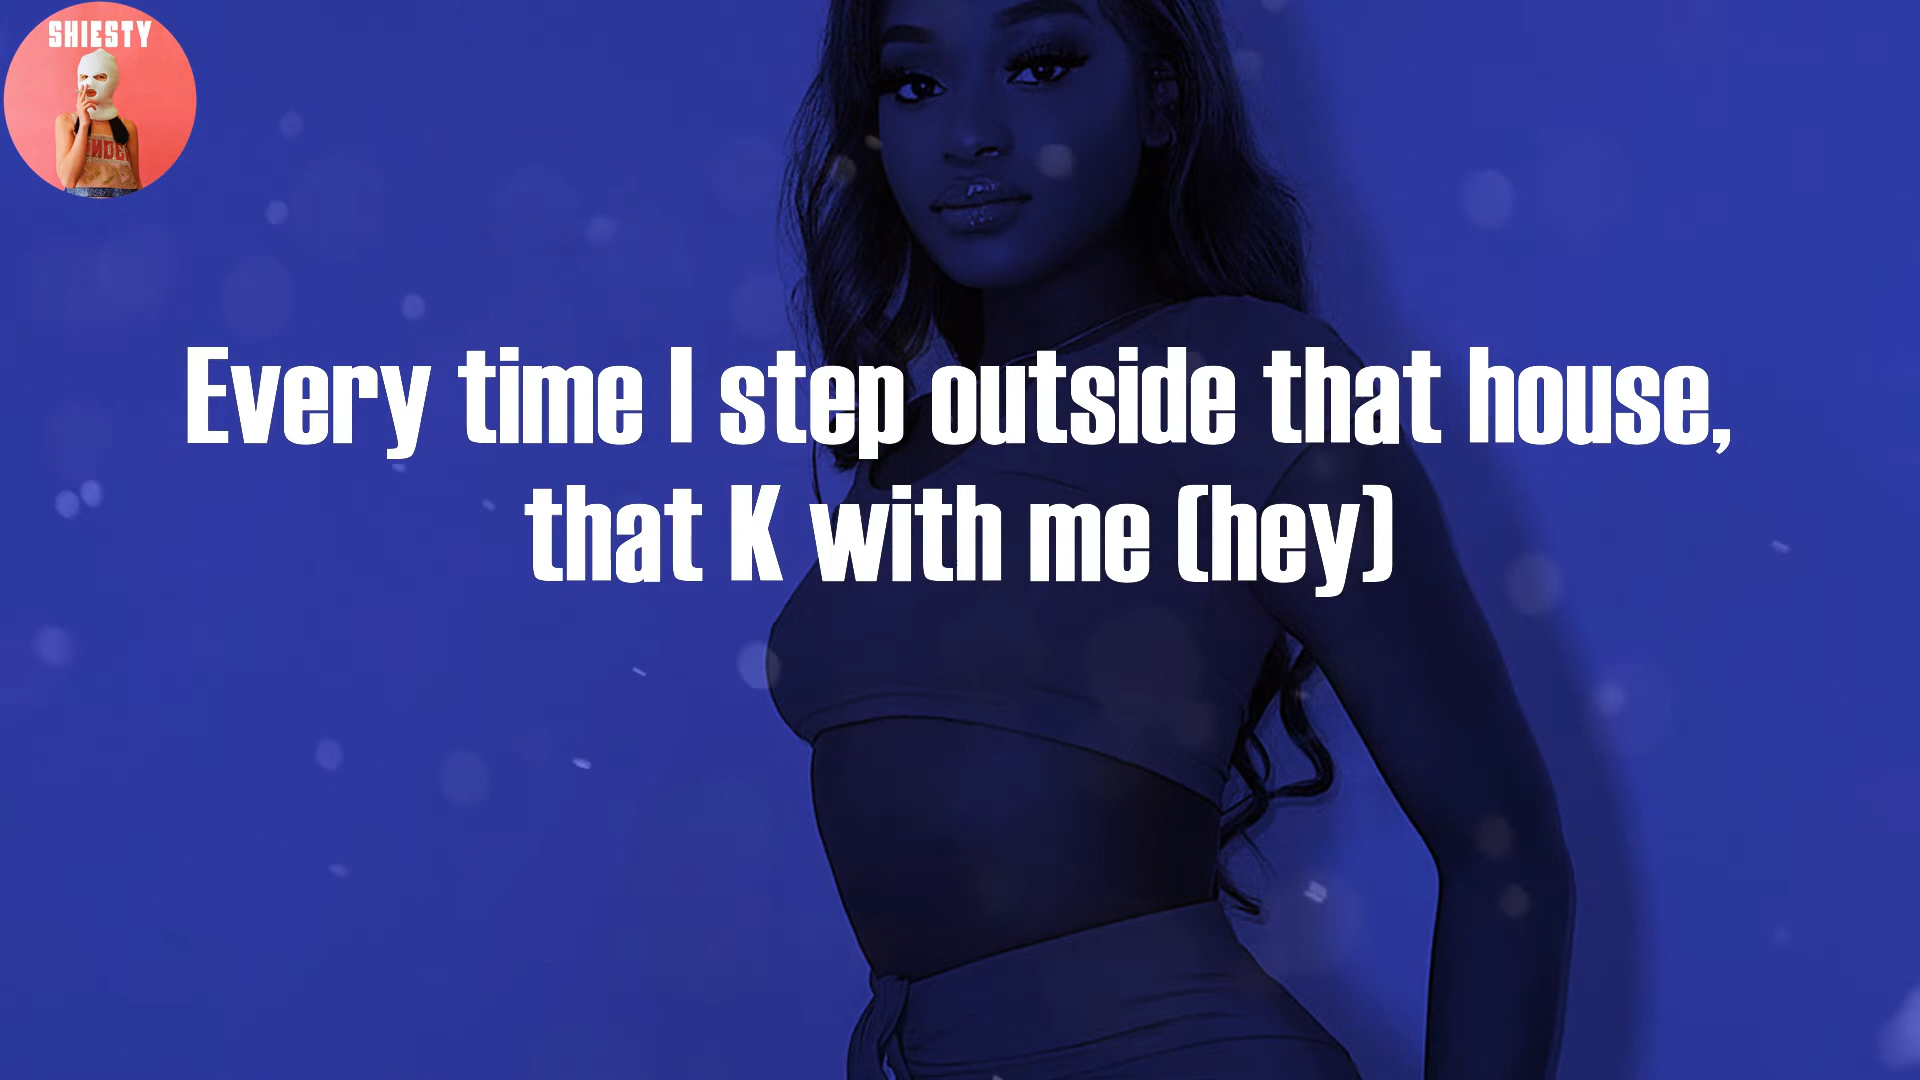 SHIESTY
Every time I step outside that house,
that K with me (hey)